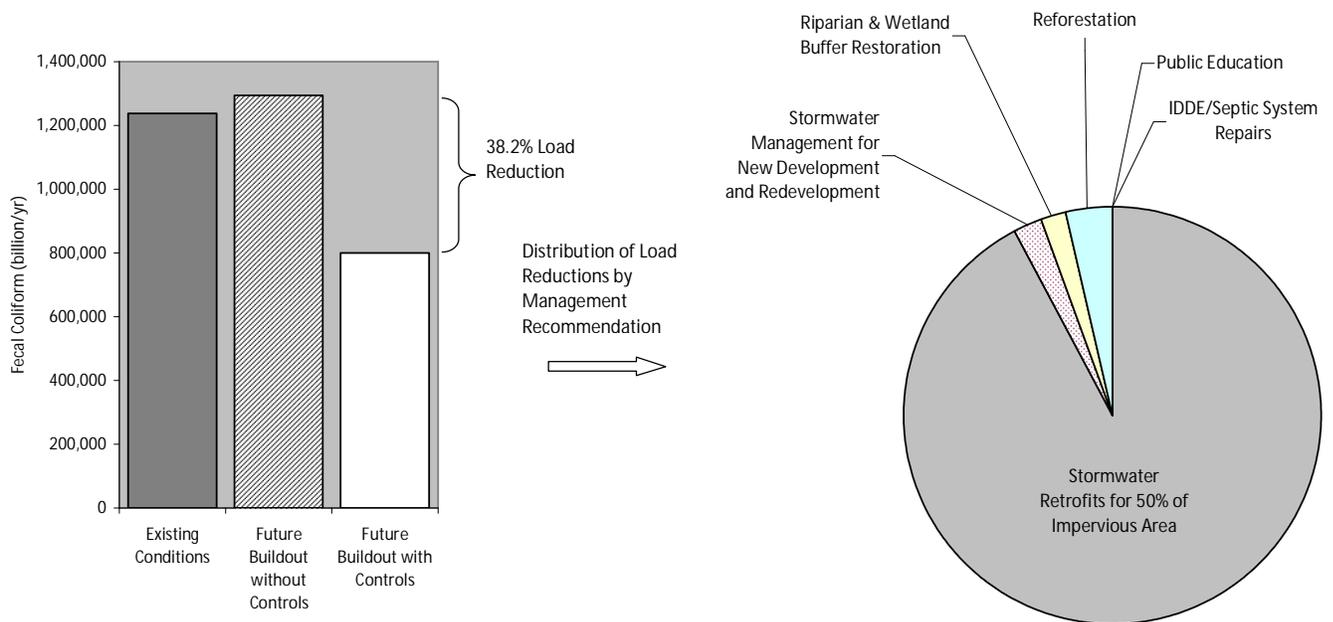 1,400,000
1,200,000
1,000,000
800,000
600,000
400,000
200,000
0
Fecal Coliform (billion/yr)
Existing
Conditions
Future
Buildout
without
Controls
Future
Buildout with
Controls
38.2% Load
Reduction
Distribution of Load
Reductions by
Management
Recommendation
Riparian & Wetland
Buffer Restoration
Reforestation
Public Education
IDDE/Septic System
Repairs
Stormwater
Management for
New Development
and Redevelopment
Stormwater
Retrofits for 50% of
Impervious Area